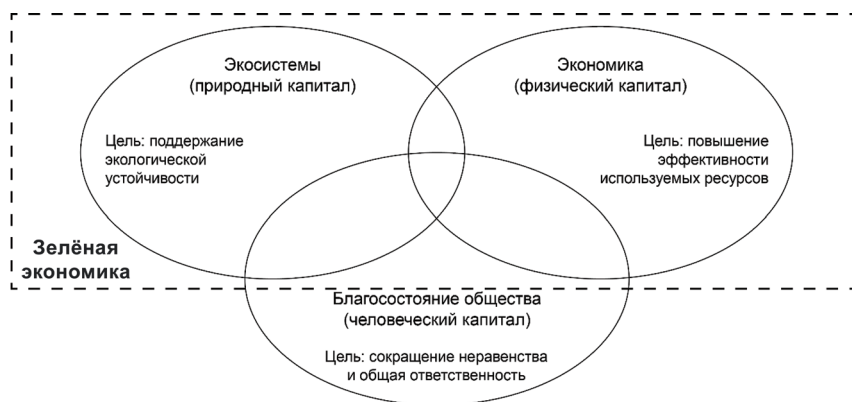 Экосистемы
(природный капитал)
Цель: поддержание
экологической
устойчивости
Экономика
(физический капитал)
Цель: повышение
эффективности
используемых ресурсов
Зелёная
экономика
Благосостояние общества
(человеческий капитал)
Цель: сокращение неравенства
и общая ответственность